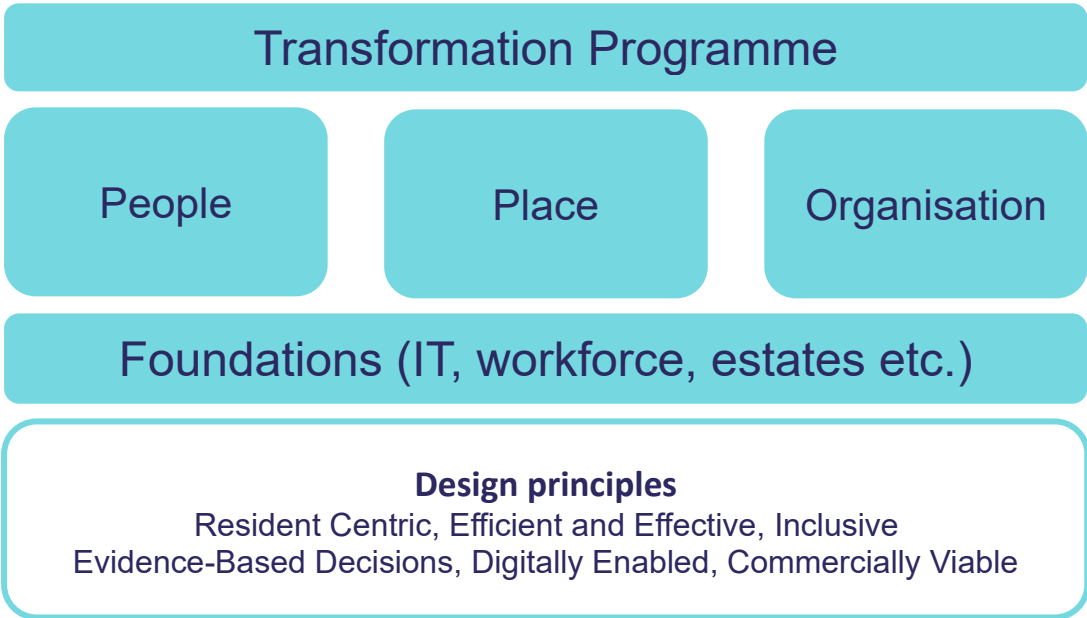 Transformation Programme
People
Place
Organisation
Foundations (IT, workforce, estates etc.)
Design principles
Resident Centric, Efficient and Effective, Inclusive
Evidence-Based Decisions, Digitally Enabled, Commercially Viable